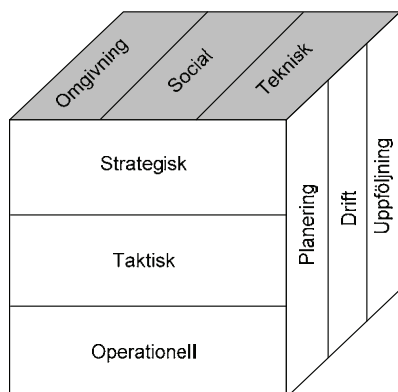 Omgivning
Social
Teknisk
Strategisk
Taktisk
Operationell
Planering
Drift
Uppföljning